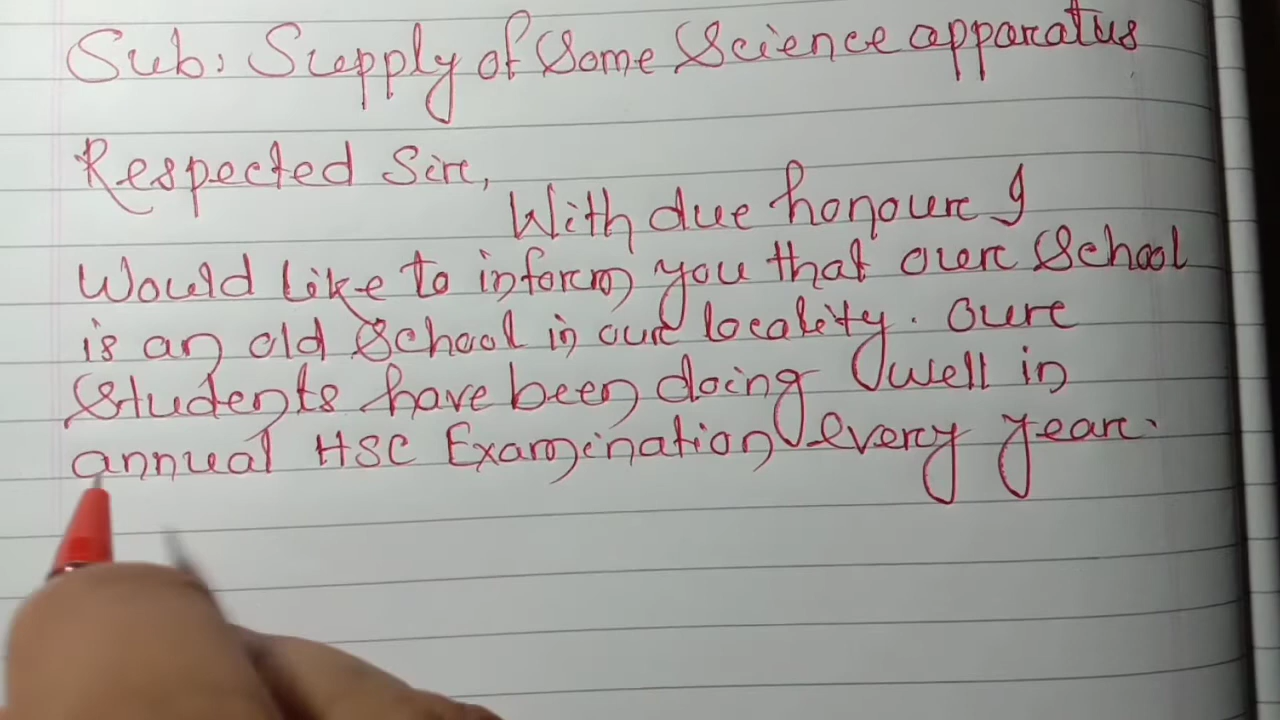 Sub: Supply of Some Science apparatus
Respected Sir,
With due honour I
Would like to inform you that our School
is an old School in our locality. Our
Students have been doing well in
annual HSC Examination every year.